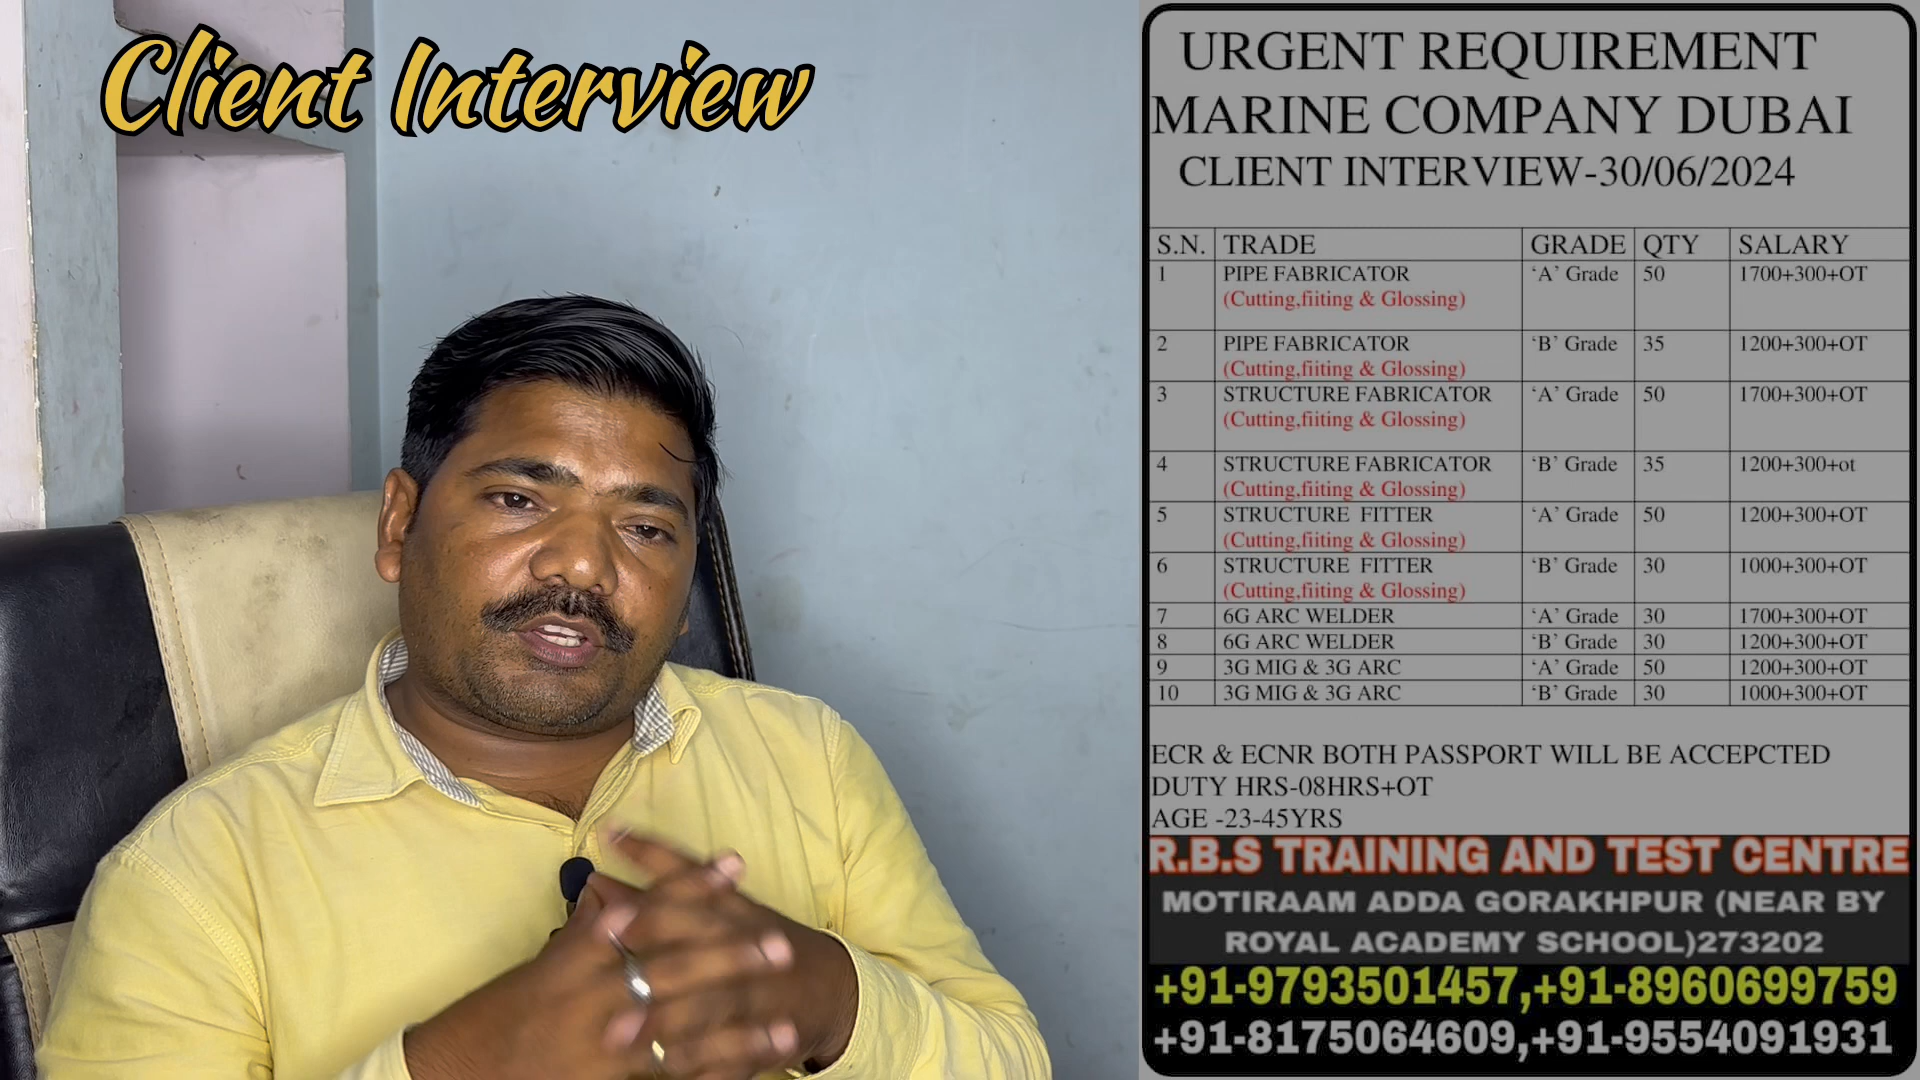 Client Interview
URGENT REQUIREMENT
MARINE COMPANY DUBAI
CLIENT INTERVIEW-30/06/2024
S.N. TRADE GRADE QTY SALARY
1 PIPE FABRICATOR ‘A’ Grade 50 1700+300+OT
(Cutting,fiiting & Glossing)
2 PIPE FABRICATOR ‘B’ Grade 35 1200+300+OT
(Cutting,fiiting & Glossing)
3 STRUCTURE FABRICATOR ‘A’ Grade 50 1700+300+OT
(Cutting,fiiting & Glossing)
4 STRUCTURE FABRICATOR ‘B’ Grade 35 1200+300+ot
(Cutting,fiiting & Glossing)
5 STRUCTURE FITTER ‘A’ Grade 50 1200+300+OT
(Cutting,fiiting & Glossing)
6 STRUCTURE FITTER ‘B’ Grade 30 1000+300+OT
(Cutting,fiiting & Glossing)
7 6G ARC WELDER ‘A’ Grade 30 1700+300+OT
8 6G ARC WELDER ‘B’ Grade 30 1200+300+OT
9 3G MIG & 3G ARC ‘A’ Grade 50 1200+300+OT
10 3G MIG & 3G ARC ‘B’ Grade 30 1000+300+OT
ECR & ECNR BOTH PASSPORT WILL BE ACCEPCTED
DUTY HRS-08HRS+OT
AGE -23-45YRS
R.B.S TRAINING AND TEST CENTRE
MOTIRAAM ADDA GORAKHPUR (NEAR BY
ROYAL ACADEMY SCHOOL)273202
+91-9793501457,+91-8960699759
+91-8175064609,+91-9554091931